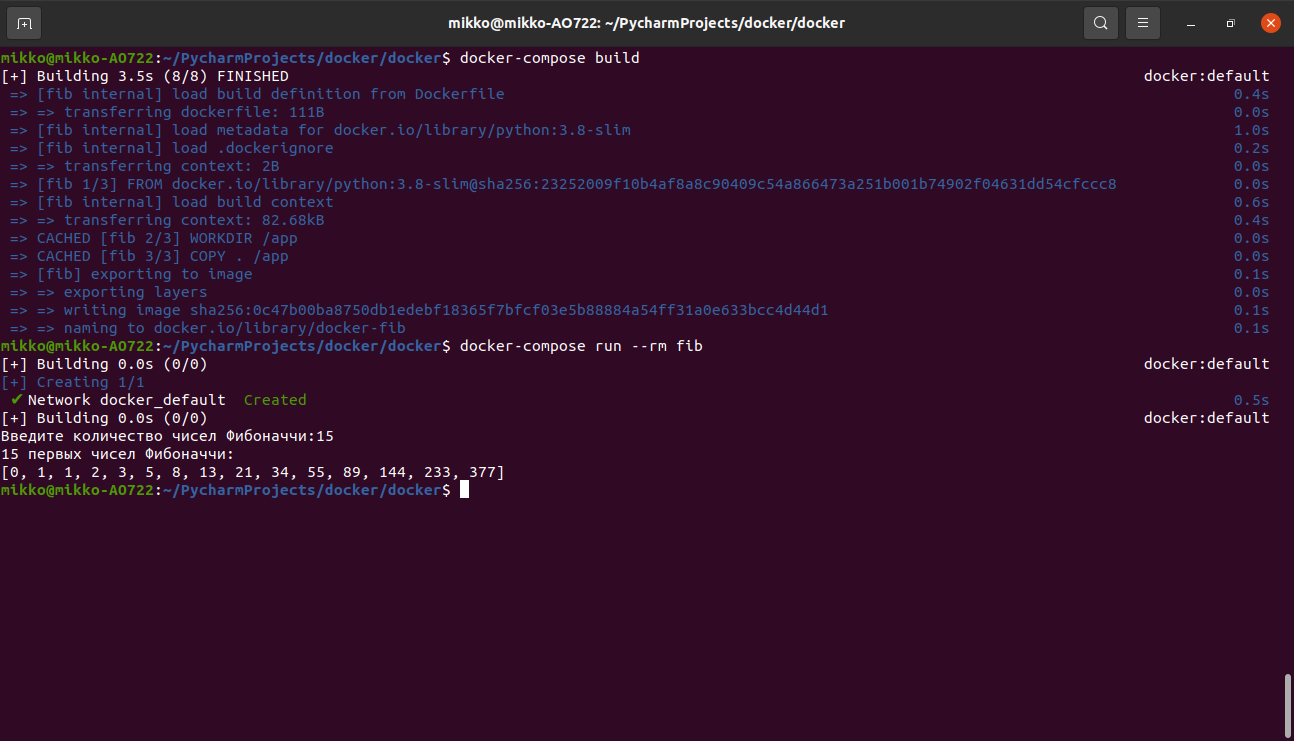 mikko@mikko-AO722: ~/PycharmProjects/docker/docker
mikko@mikko-AO722:~/PycharmProjects/docker/docker$ docker-compose build
[+] Building 3.5s (8/8) FINISHED docker:default
=> [fib internal] load build definition from Dockerfile 0.4s
=> => transferring dockerfile: 111B 0.0s
=> [fib internal] load metadata for docker.io/library/python:3.8-slim 1.0s
=> [fib internal] load .dockerignore 0.2s
=> => transferring context: 2B 0.0s
=> [fib 1/3] FROM docker.io/library/python:3.8-slim@sha256:23252009f10b4af8a8c90409c54a866473a251b001b74902f04631dd54cfccc8 0.0s
=> [fib internal] load build context 0.6s
=> => transferring context: 82.68kB 0.4s
=> CACHED [fib 2/3] WORKDIR /app 0.0s
=> CACHED [fib 3/3] COPY . /app 0.0s
=> [fib] exporting to image 0.1s
=> => exporting layers 0.0s
=> => writing image sha256:0c47b00ba8750db1edebf18365f7bfcf03e5b88884a54ff31a0e633bcc4d44d1 0.1s
=> => naming to docker.io/library/docker-fib 0.1s
mikko@mikko-AO722:~/PycharmProjects/docker/docker$ docker-compose run --rm fib
[+] Building 0.0s (0/0) docker:default
[+] Creating 1/1
✔ Network docker_default Created 0.5s
[+] Building 0.0s (0/0) docker:default
Введите количество чисел Фибоначчи:15
15 первых чисел Фибоначчи:
[0, 1, 1, 2, 3, 5, 8, 13, 21, 34, 55, 89, 144, 233, 377]
mikko@mikko-AO722:~/PycharmProjects/docker/docker$